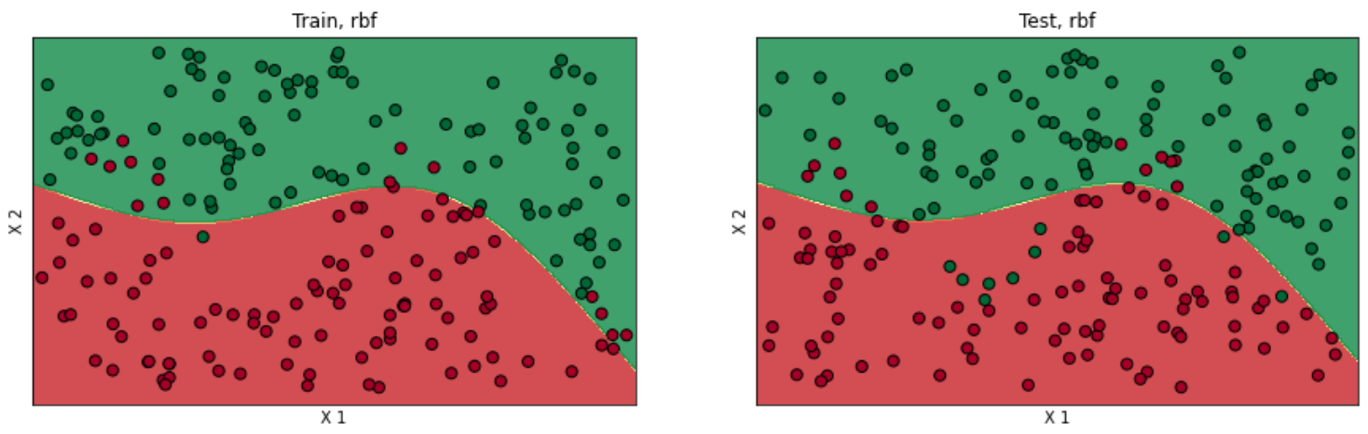 Train, rbf
Test, rbf
X 2
X 2
X 1
X 1